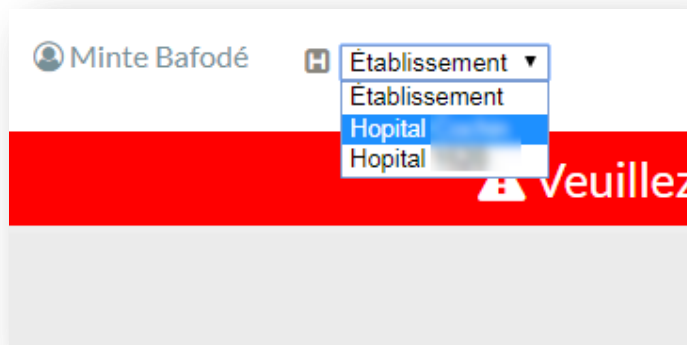 Minte Bafodé
H Établissement ▼
Établissement
Hopital
Hopital
Veuillez